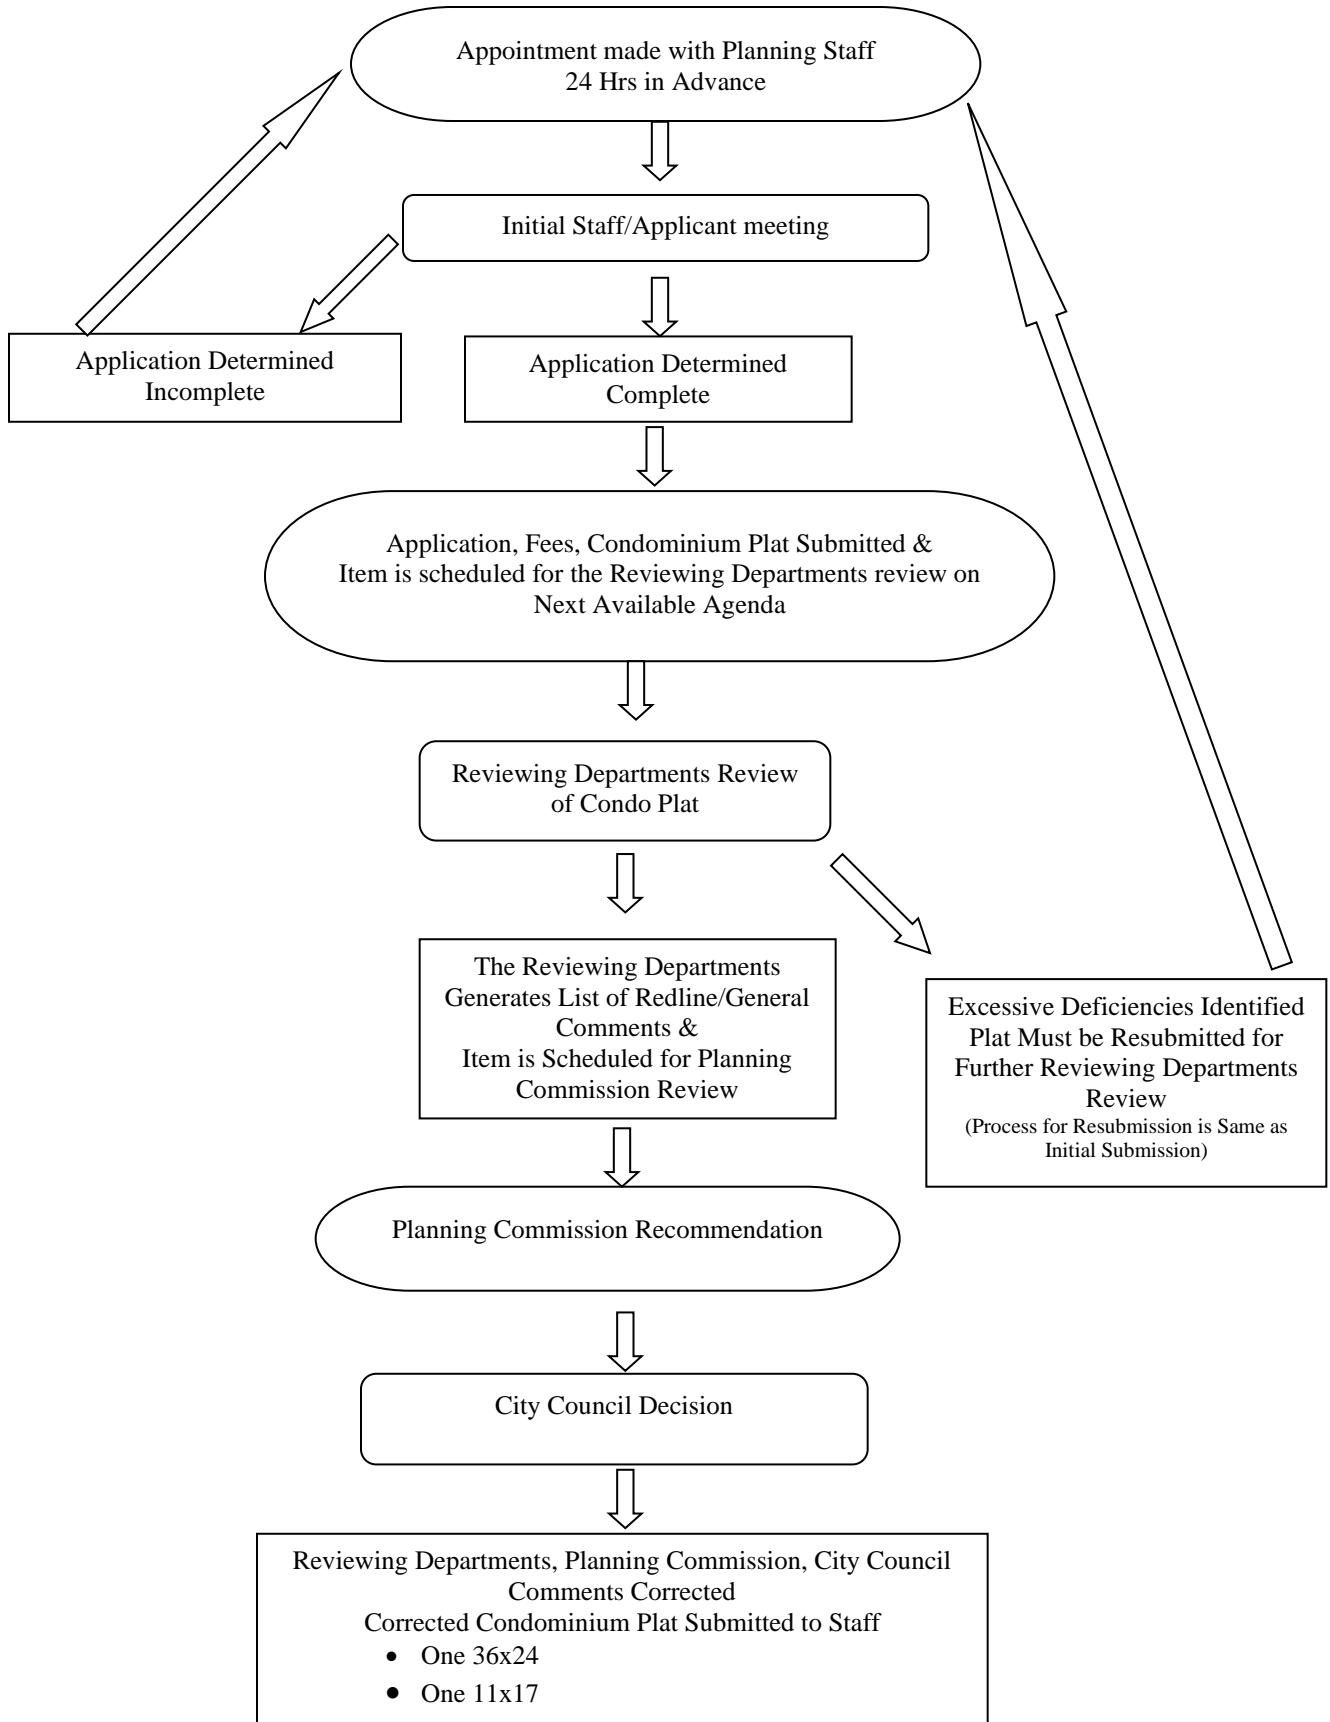 Appointment made with Planning Staff
24 Hrs in Advance
Initial Staff/Applicant meeting
Application Determined
Incomplete
Application Determined
Complete
Application, Fees, Condominium Plat Submitted &
Item is scheduled for the Reviewing Departments review on
Next Available Agenda
Reviewing Departments Review
of Condo Plat
The Reviewing Departments
Generates List of Redline/General
Comments &
Item is Scheduled for Planning
Commission Review
Excessive Deficiencies Identified
Plat Must be Resubmitted for
Further Reviewing Departments
Review
(Process for Resubmission is Same as
Initial Submission)
Planning Commission Recommendation
City Council Decision
Reviewing Departments, Planning Commission, City Council
Comments Corrected
Corrected Condominium Plat Submitted to Staff
• One 36x24
• One 11x17